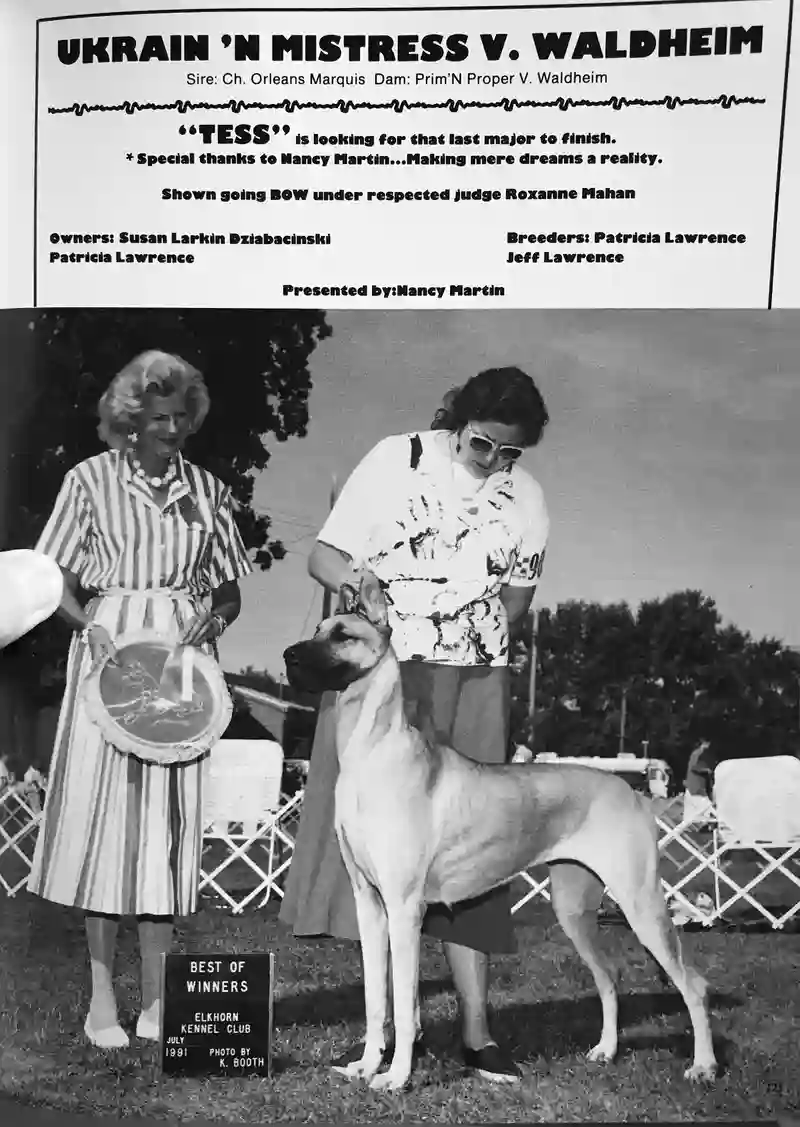 UKRAIN 'N MISTRESS V. WALDHEIM
Sire: Ch. Orleans Marquis Dam: Prim'N Proper V. Waldheim
“TESS” is looking for that last major to finish.
*Special thanks to Nancy Martin...Making mere dreams a reality.
Shown going BOW under respected judge Roxanne Mahan
Owners: Susan Larkin Dziabacinski
Patricia Lawrence
Breeders: Patricia Lawrence
Jeff Lawrence
Presented by:Nancy Martin
BEST OF
WINNERS
ELKHORN
KENNEL CLUB
JULY
1991 PHOTO BY
K. BOOTH